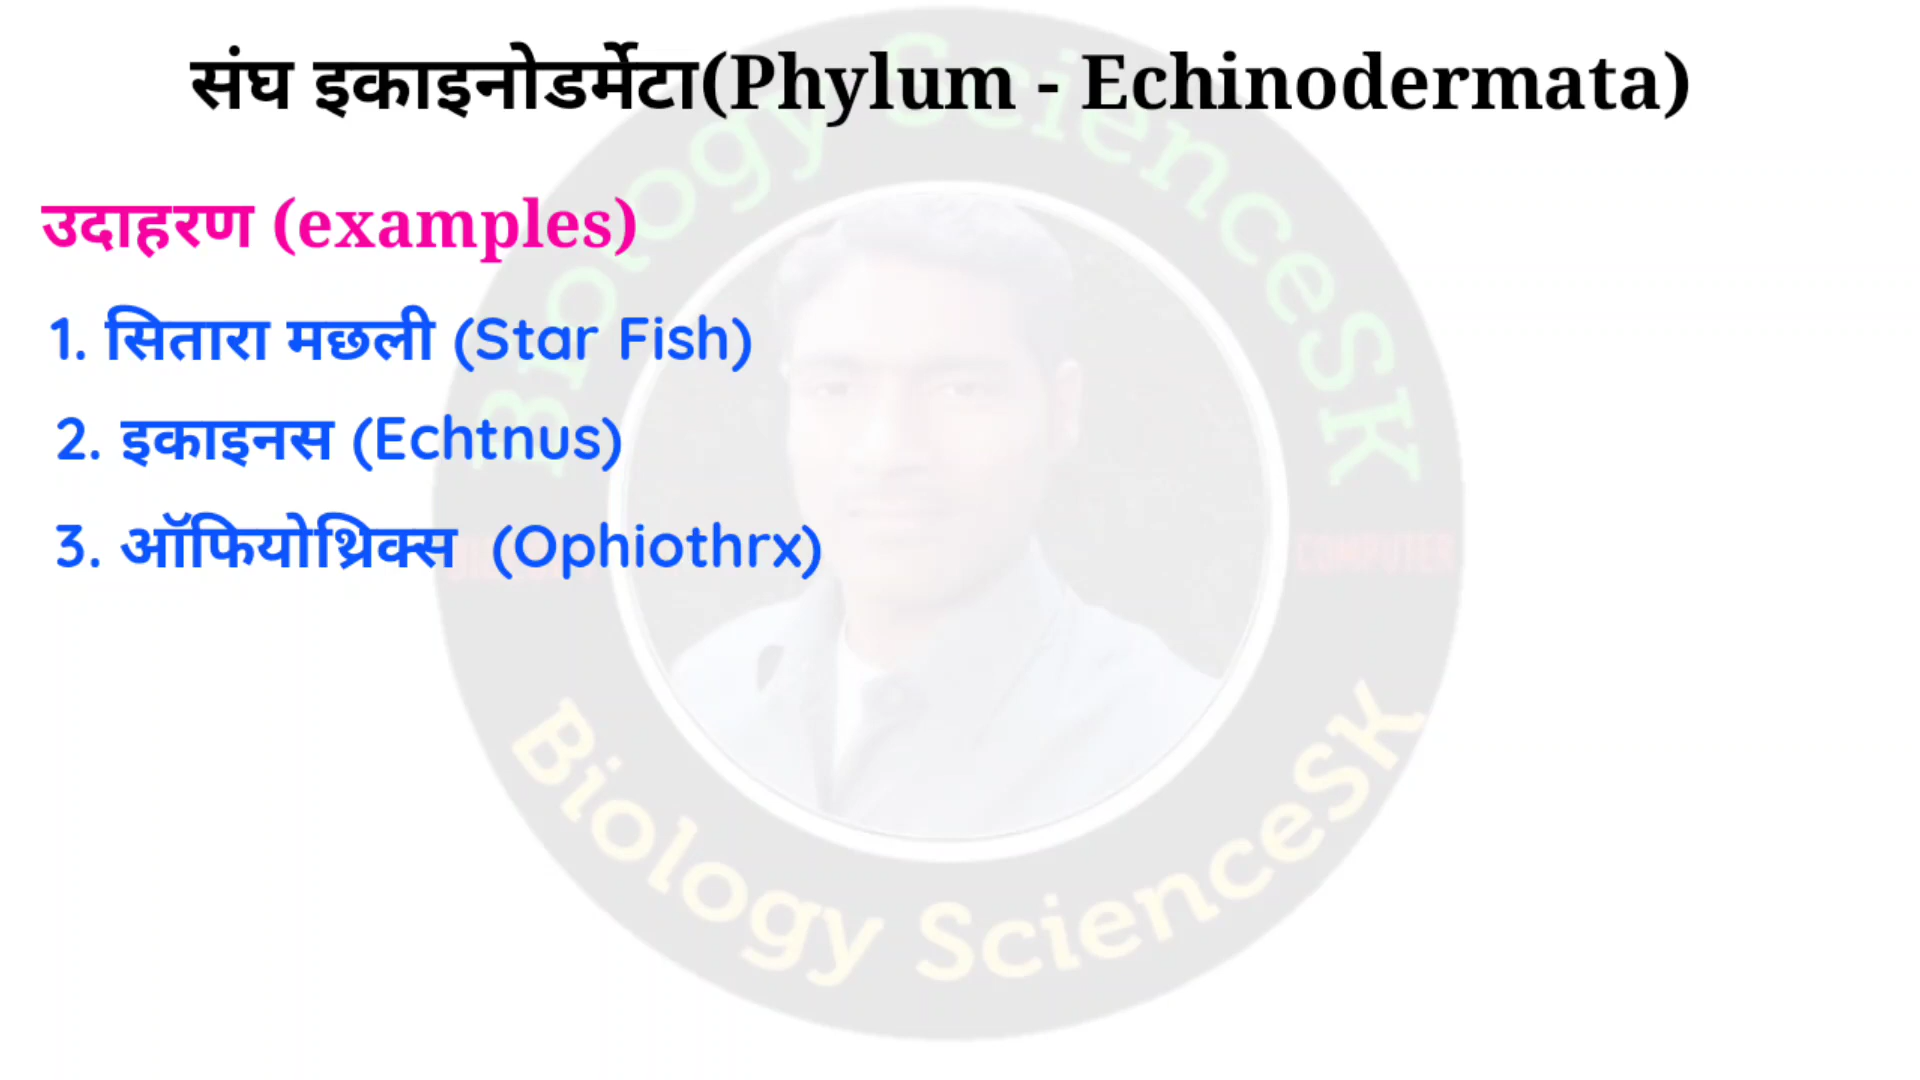 संघ इकाइनोडर्मेटा(Phylum - Echinodermata)
उदाहरण (examples)
1. सितारा मछली (Star Fish)
2. इकाइनस (Echtnus)
3. ऑफियोथ्रिक्स (Ophiothrx)
Biology ScienceSK
COMPUTER
Biology ScienceSK